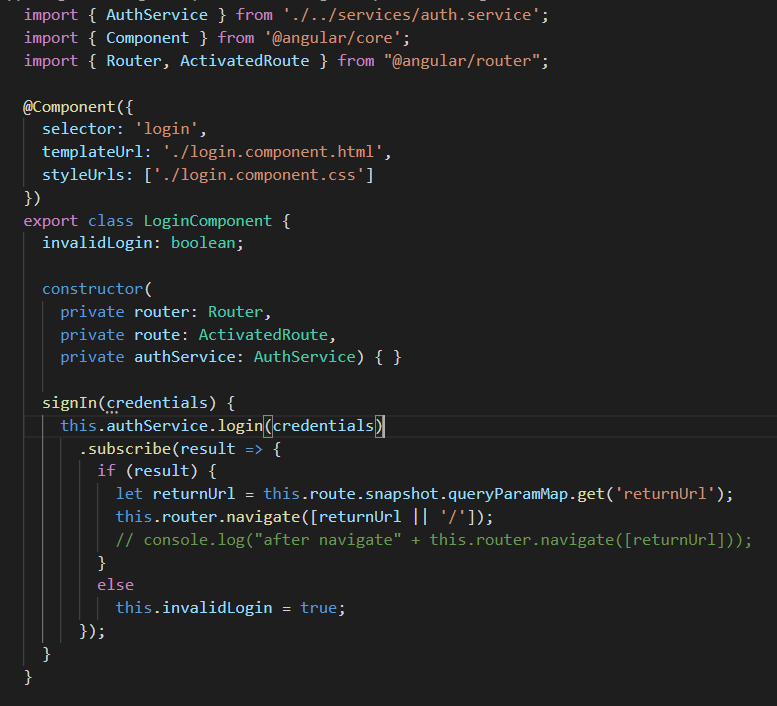 import { AuthService } from './../services/auth.service';
import { Component } from '@angular/core';
import { Router, ActivatedRoute } from "@angular/router";

@Component({
  selector: 'login',
  templateUrl: './login.component.html',
  styleUrls: ['./login.component.css']
})
export class LoginComponent {
  invalidLogin: boolean;

  constructor(
    private router: Router,
    private route: ActivatedRoute,
    private authService: AuthService) { }

  signIn(credentials) {
    this.authService.login(credentials)
      .subscribe(result => {
        if (result) {
          let returnUrl = this.route.snapshot.queryParamMap.get('returnUrl');
          this.router.navigate([returnUrl || '/']);
          // console.log("after navigate" + this.router.navigate([returnUrl]));
        }
        else
          this.invalidLogin = true;
      });
  }
}